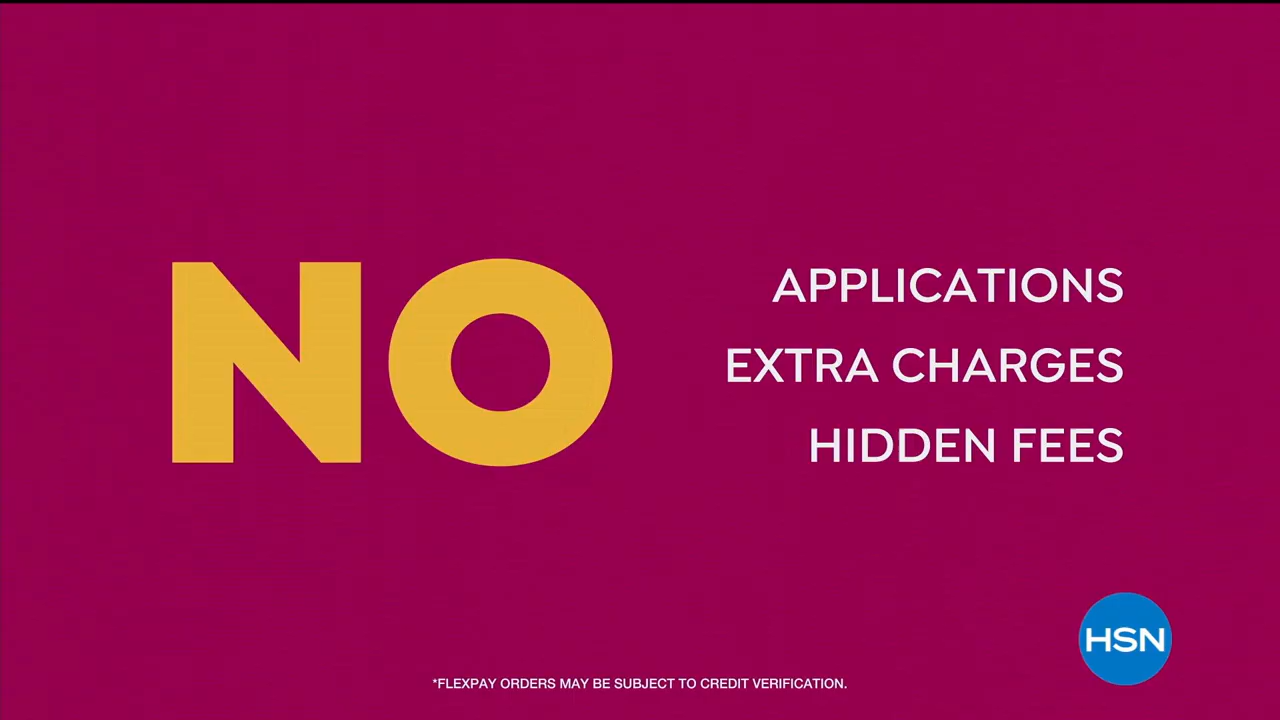 NO
APPLICATIONS
EXTRA CHARGES
HIDDEN FEES
HSN
*FLEXPAY ORDERS MAY BE SUBJECT TO CREDIT VERIFICATION.